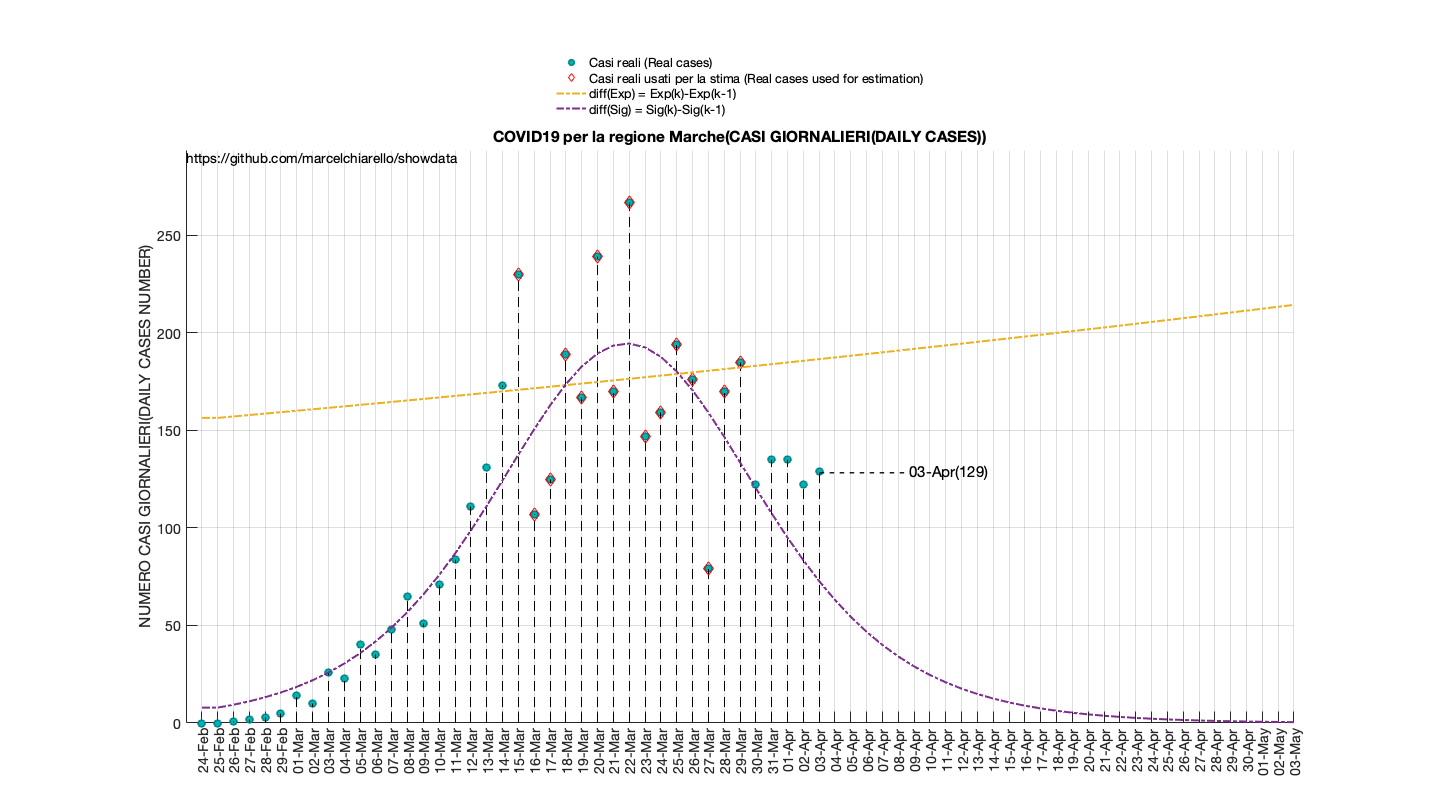 Casi reali (Real cases)
Casi reali usati per la stima (Real cases used for estimation)
diff(Exp) = Exp(k)-Exp(k-1)
diff(Sig) = Sig(k)-Sig(k-1)
COVID19 per la regione Marche(CASI GIORNALIERI(DAILY CASES))
https://github.com/marcelchiarello/showdata
NUMERO CASI GIORNALIERI(DAILY CASES NUMBER)
250
200
150
100
50
0
03-Apr(129)
24-Feb
25-Feb
26-Feb
27-Feb
28-Feb
29-Feb
01-Mar
02-Mar
03-Mar
04-Mar
05-Mar
06-Mar
07-Mar
08-Mar
09-Mar
10-Mar
11-Mar
12-Mar
13-Mar
14-Mar
15-Mar
16-Mar
17-Mar
18-Mar
19-Mar
20-Mar
21-Mar
22-Mar
23-Mar
24-Mar
25-Mar
26-Mar
27-Mar
28-Mar
29-Mar
30-Mar
31-Mar
01-Apr
02-Apr
03-Apr
04-Apr
05-Apr
06-Apr
07-Apr
08-Apr
09-Apr
10-Apr
11-Apr
12-Apr
13-Apr
14-Apr
15-Apr
16-Apr
17-Apr
18-Apr
19-Apr
20-Apr
21-Apr
22-Apr
23-Apr
24-Apr
25-Apr
26-Apr
27-Apr
28-Apr
29-Apr
30-Apr
01-May
02-May
03-May